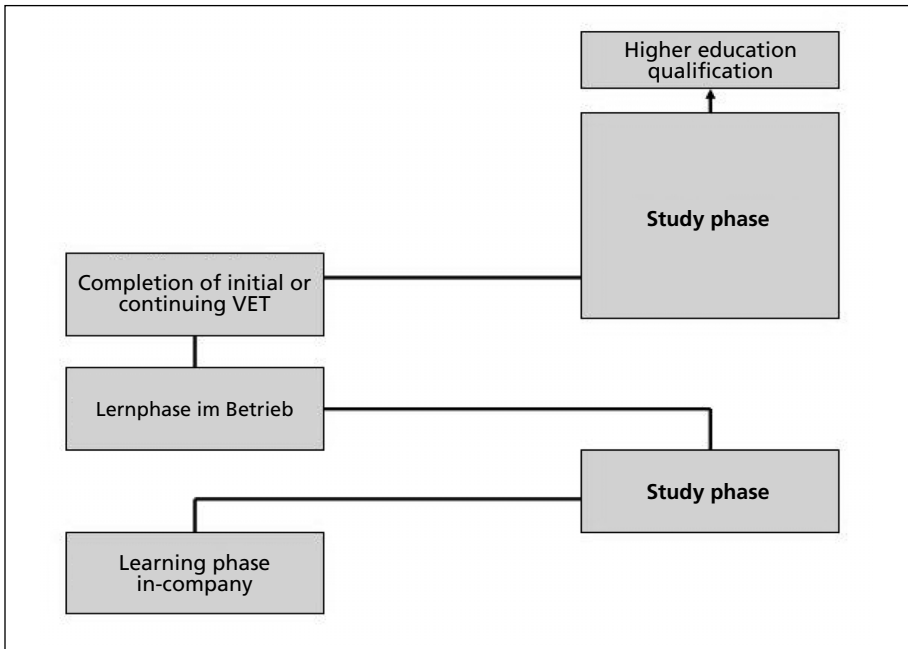 Higher education
qualification
Study phase
Completion of initial or
continuing VET
Lernphase im Betrieb
Study phase
Learning phase
in-company